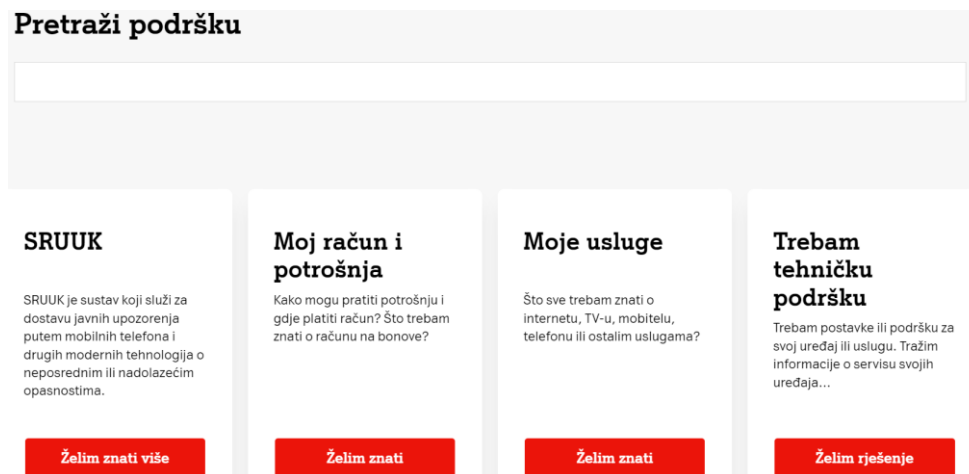 Pretraži podršku
SRUUK
SRUUK je sustav koji služi za
dostavu javnih upozorenja
putem mobilnih telefona i
drugih modernih tehnologija o
neposrednim ili nadolazećim
opasnostima.
Želim znati više
Moj račun i
potrošnja
Kako mogu pratiti potrošnju i
gdje platiti račun? Što trebam
znati o računu na bonove?
Želim znati
Moje usluge
Što sve trebam znati o
internetu, TV-u, mobitelu,
telefonu ili ostalim uslugama?
Želim znati
Trebam
tehničku
podršku
Trebam postavke ili podršku za
svoj uređaj ili uslugu. Tražim
informacije o servisu svojih
uređaja...
Želim rješenje